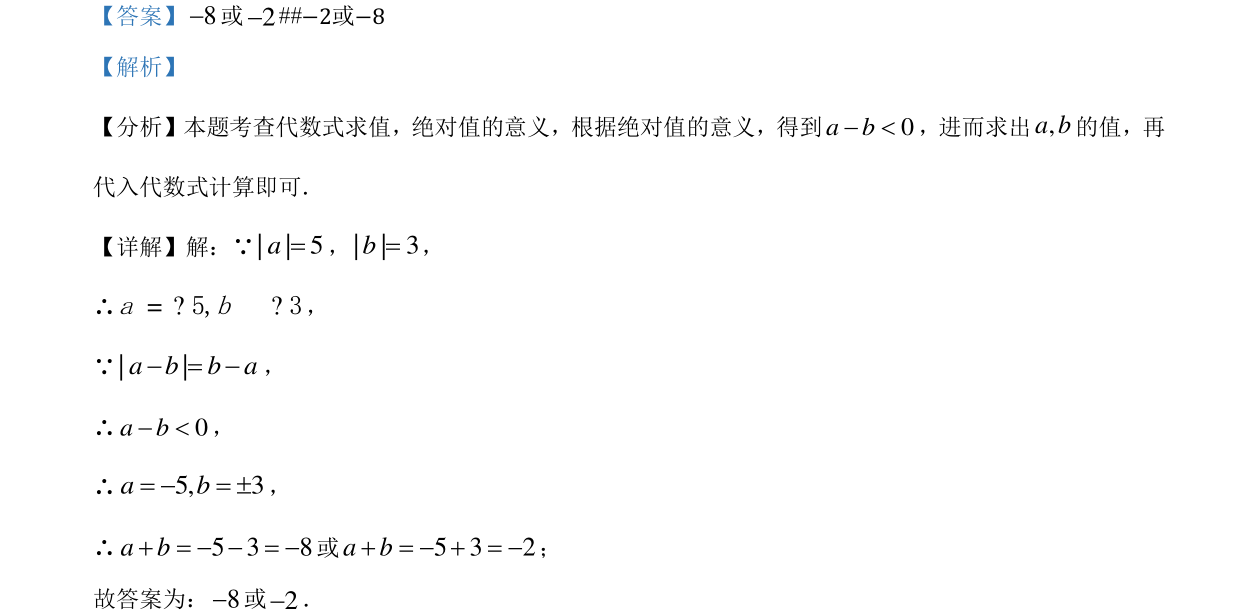 【答案】−8或−2##−2或−8
【解析】
【分析】本题考查代数式求值，绝对值的意义，根据绝对值的意义，得到a−b<0，进而求出a,b的值，再
代入代数式计算即可．
【详解】解：∵|a|=5，|b|=3，
∴a = ?5, b ?3，
∵|a−b|=b−a，
∴a−b<0，
∴a=−5,b=±3，
∴a+b=−5−3=−8或a+b=−5+3=−2；
故答案为：−8或−2．